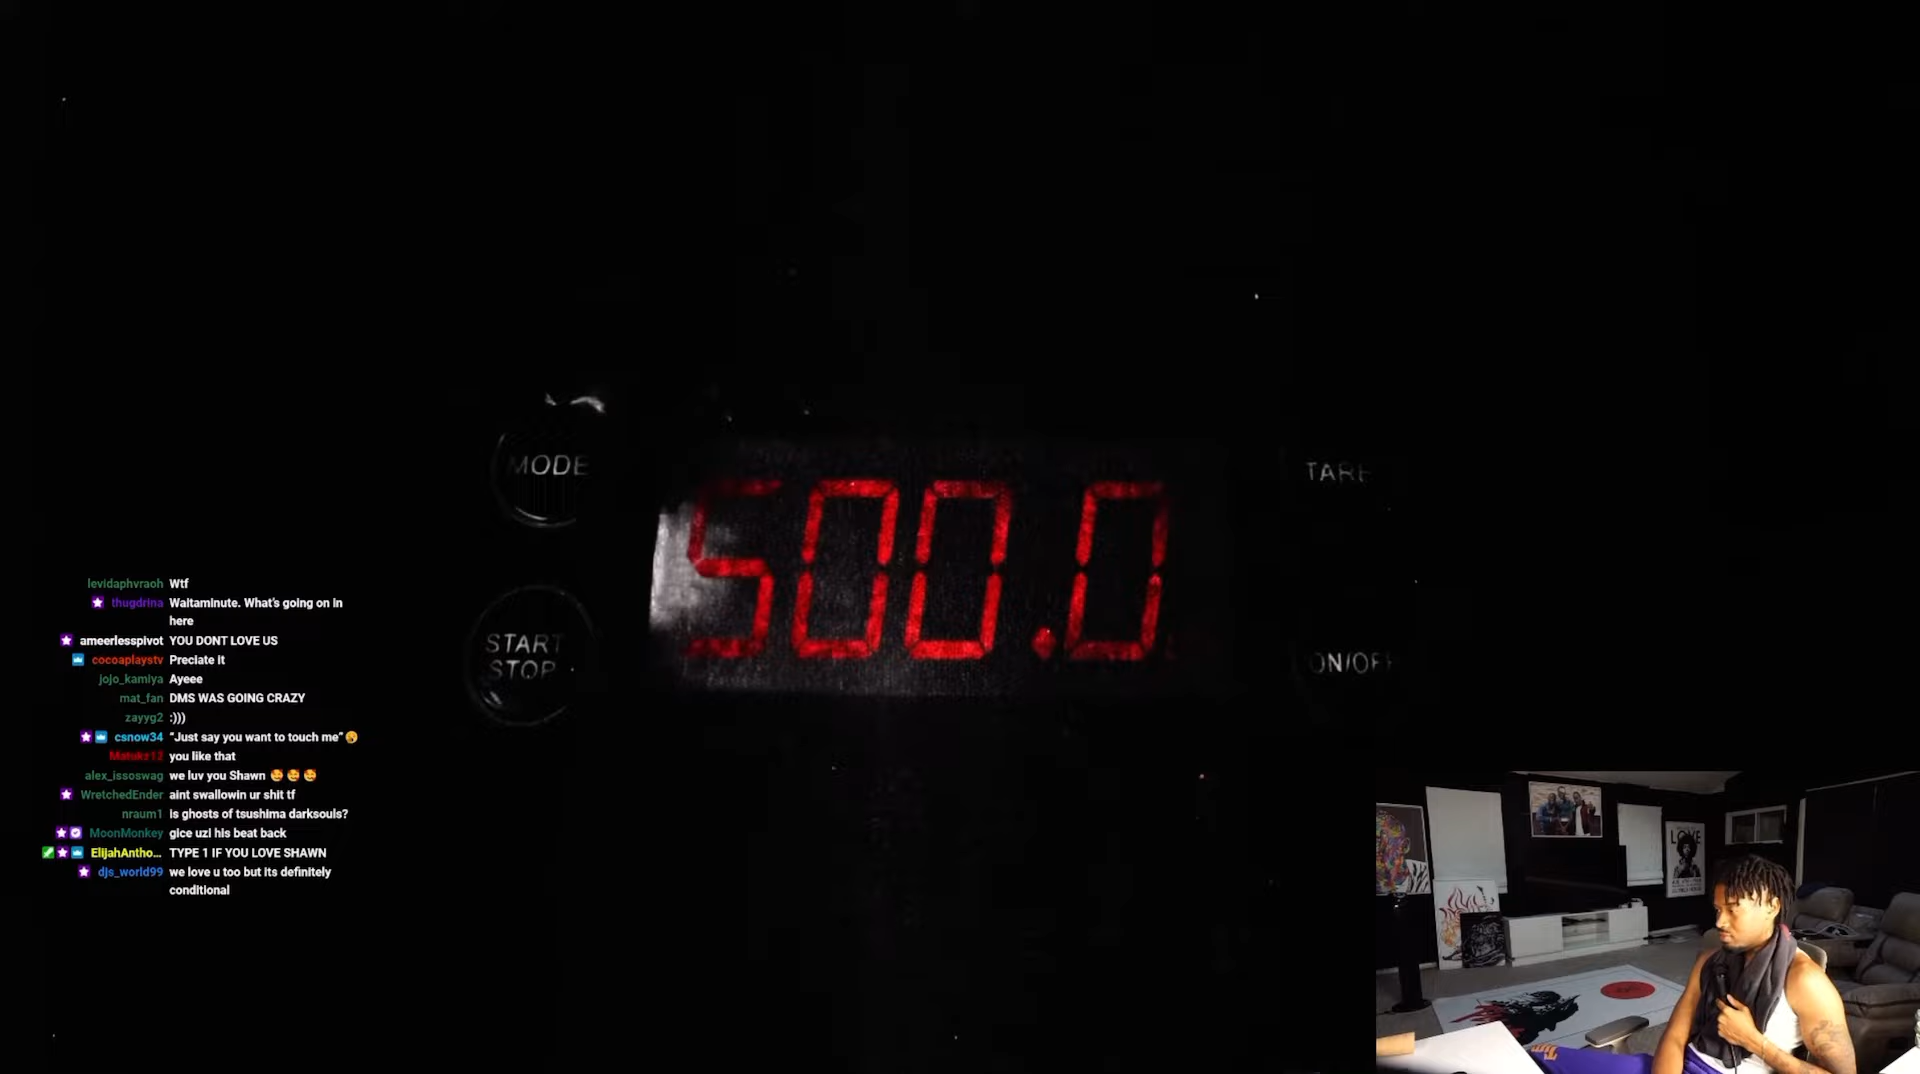 MODE
500.0
START
STOP
ON/OFF
levidaphvraoh Wtf
thugdrina Waitaminute. What's going on in
here
ameerlesspivot YOU DONT LOVE US
cocoaplaystv Preciate it
jojo_kamiya Ayeee
mat_fan DMS WAS GOING CRAZY
zayyg2 :)))
csnow34 “Just say you want to touch me”
Matukz12 you like that
alex_issoswag we luv you Shawn 🥰 🥰 🥰
WretchedEnder aint swallowin ur shit tf
nraum1 Is ghosts of tsushima darksouls?
MoonMonkey gice uzi his beat back
ElijahAntho... TYPE 1 IF YOU LOVE SHAWN
djs_world99 we love u too but its definitely
conditional
LOVE